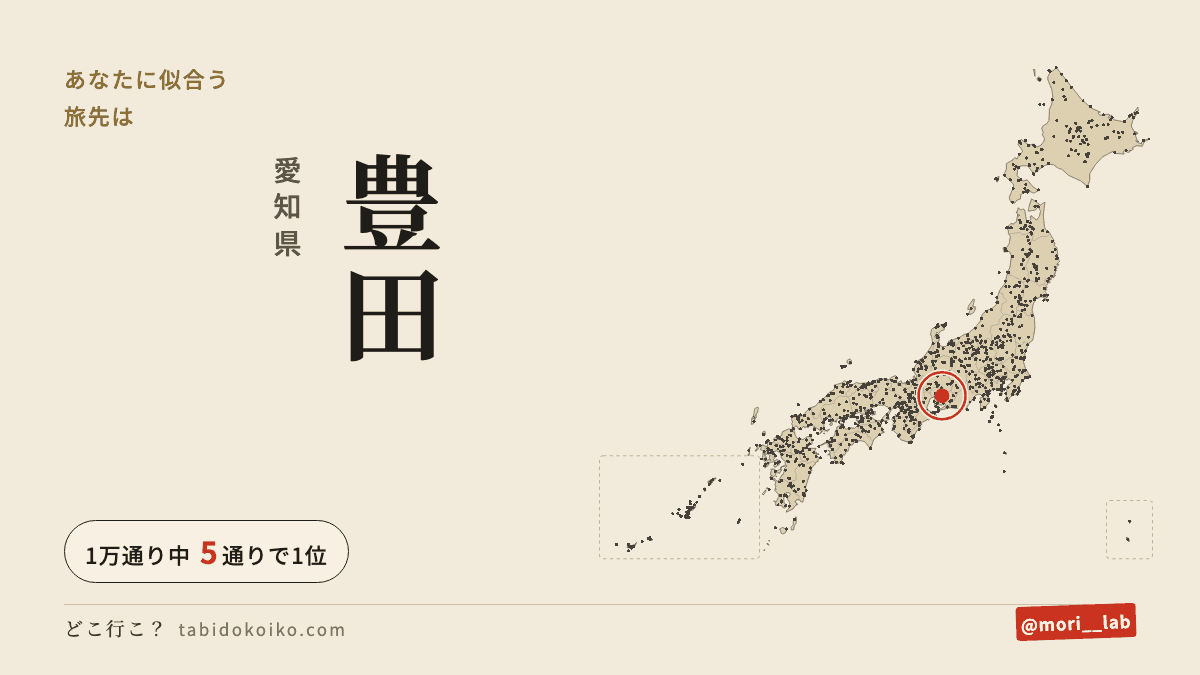 あなたに似合う
旅先は
豊田
愛知県
1万通り中 5通りで1位
どこ行こ？ tabidokoiko.com
@mori__lab